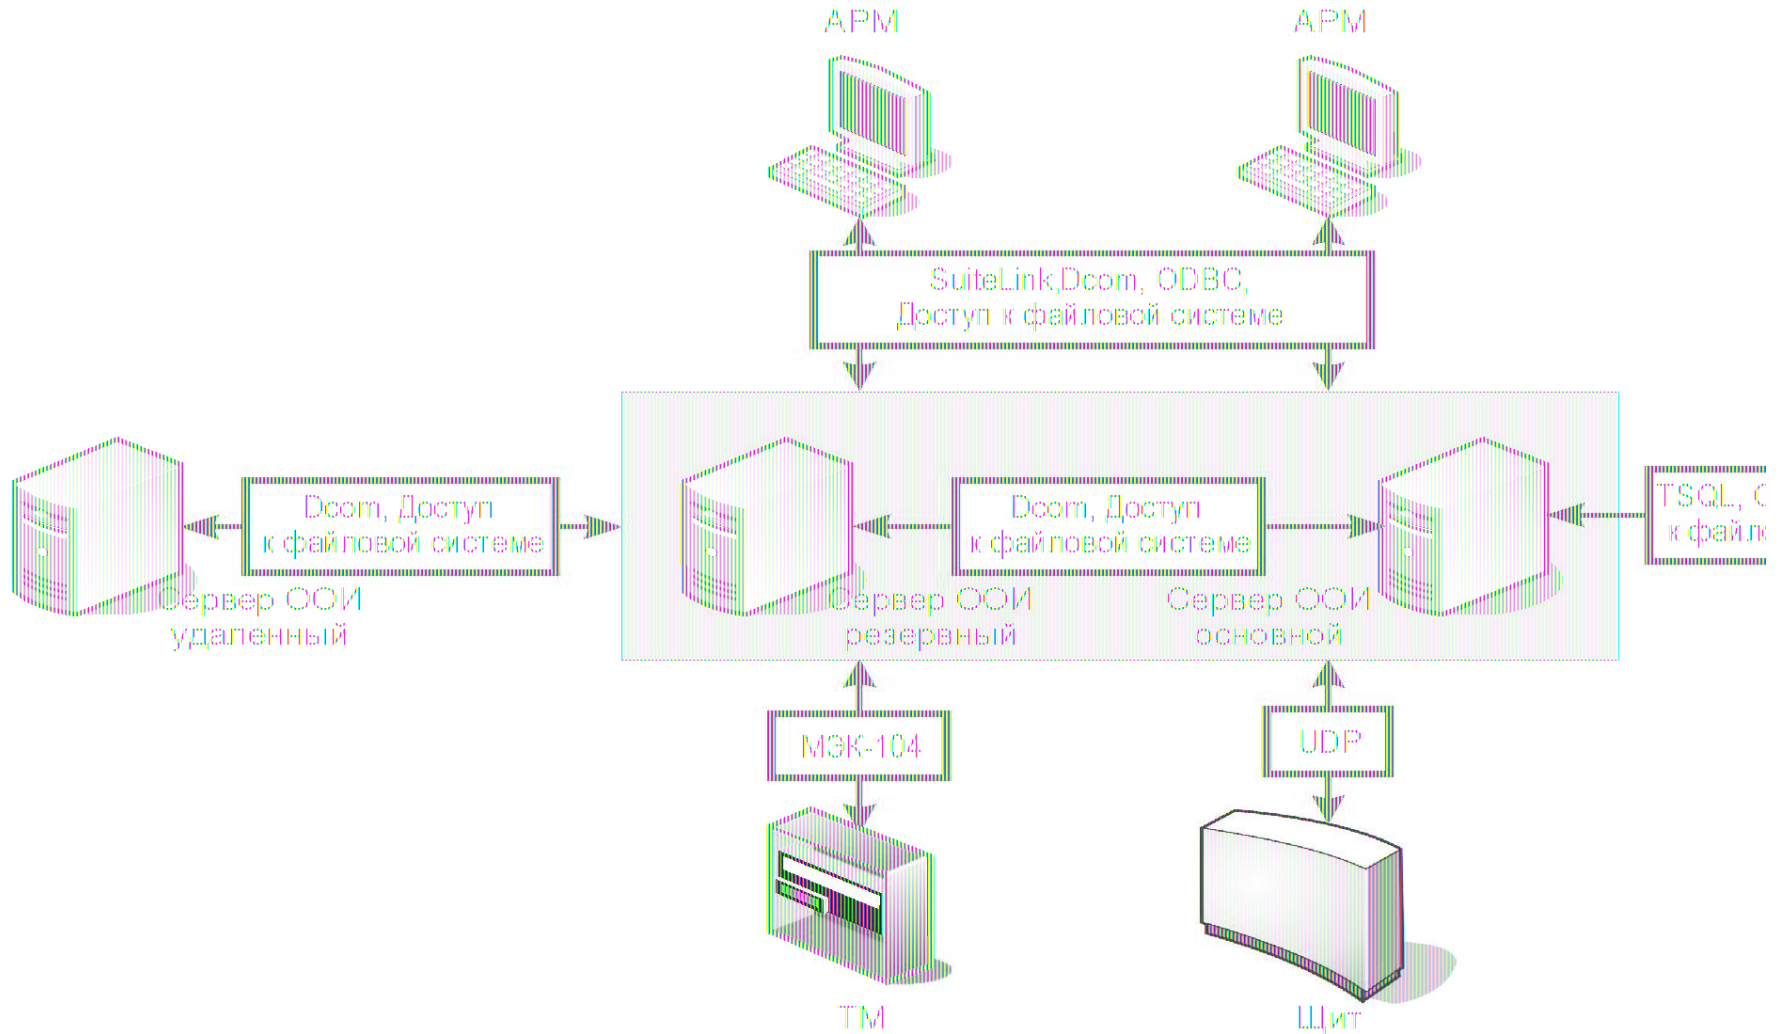 АРМ
АРМ
SuiteLink,Dcom, ODBC,
Доступ к файловой системе
Dcom, Доступ
к файловой системе
Dcom, Доступ
к файловой системе
TSQL,
к
Сервер ООИ
удаленный
Сервер ООИ
резервный
Сервер ООИ
основной
МЭК-104
UDP
ТМ
Щит